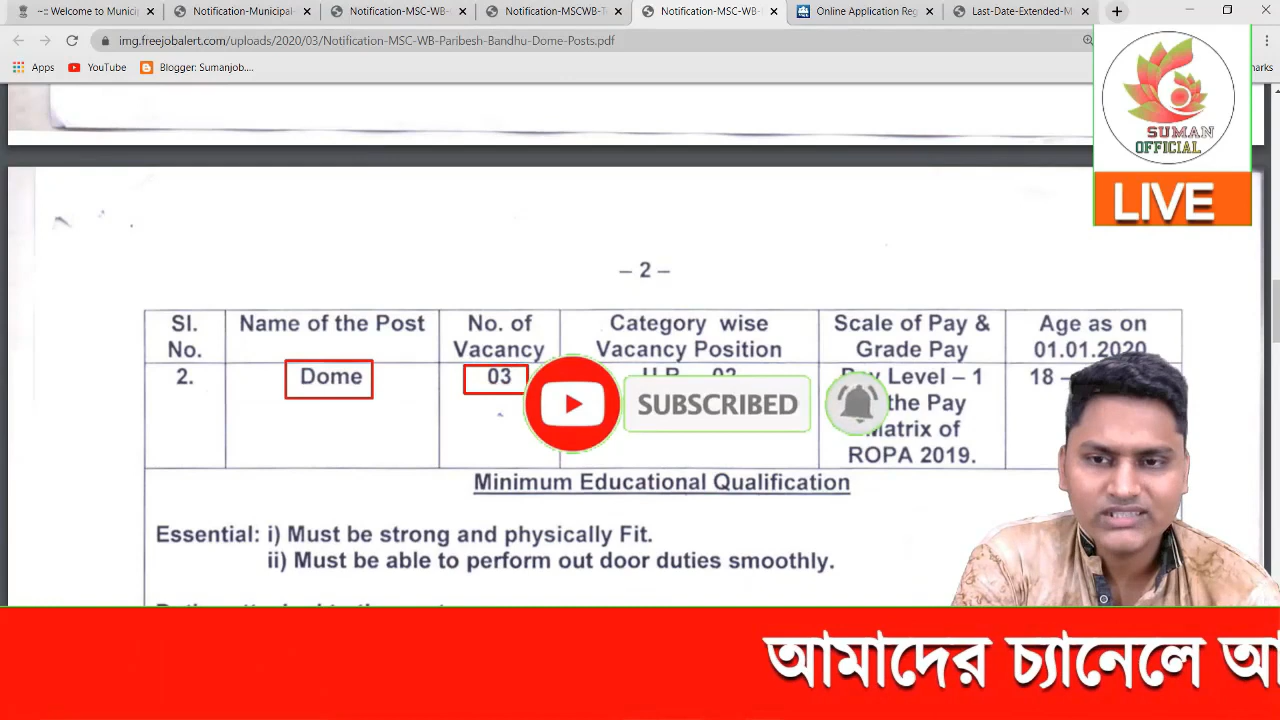 -:: Welcome to Municip
Notification-Municipal-
Notification-MSC-WB-
Notification-MSCWB-T
Notification-MSC-WB-
Online Application Reg
Last-Date-Extended-M
img.freejobalert.com/uploads/2020/03/Notification-MSC-WB-Paribesh-Bandhu-Dome-Posts.pdf
Apps YouTube Blogger: Sumanjob....
SUMAN
OFFICIAL
LIVE
– 2 –
Sl. No.
Name of the Post
No. of Vacancy
Category wise Vacancy Position
Scale of Pay & Grade Pay
Age as on 01.01.2020
2.
Dome
03
Pay Level – 1
the Pay
Matrix of
ROPA 2019.
18 –
SUBSCRIBED
Minimum Educational Qualification
Essential: i) Must be strong and physically Fit.
ii) Must be able to perform out door duties smoothly.
আমাদের চ্যানেলে আ